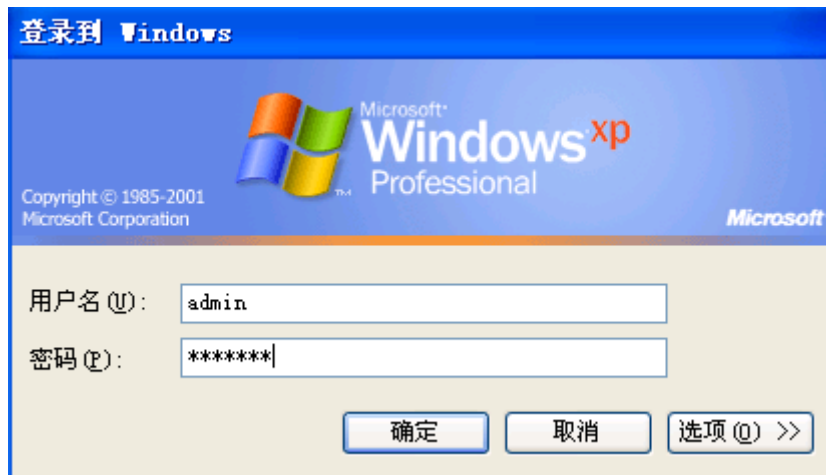 登录到 Windows
Microsoft®
Windows xp
Professional
TM
Copyright © 1985-2001
Microsoft Corporation
Microsoft
用户名(U):
admin
密码(P):
*******
确定
取消
选项(O) >>